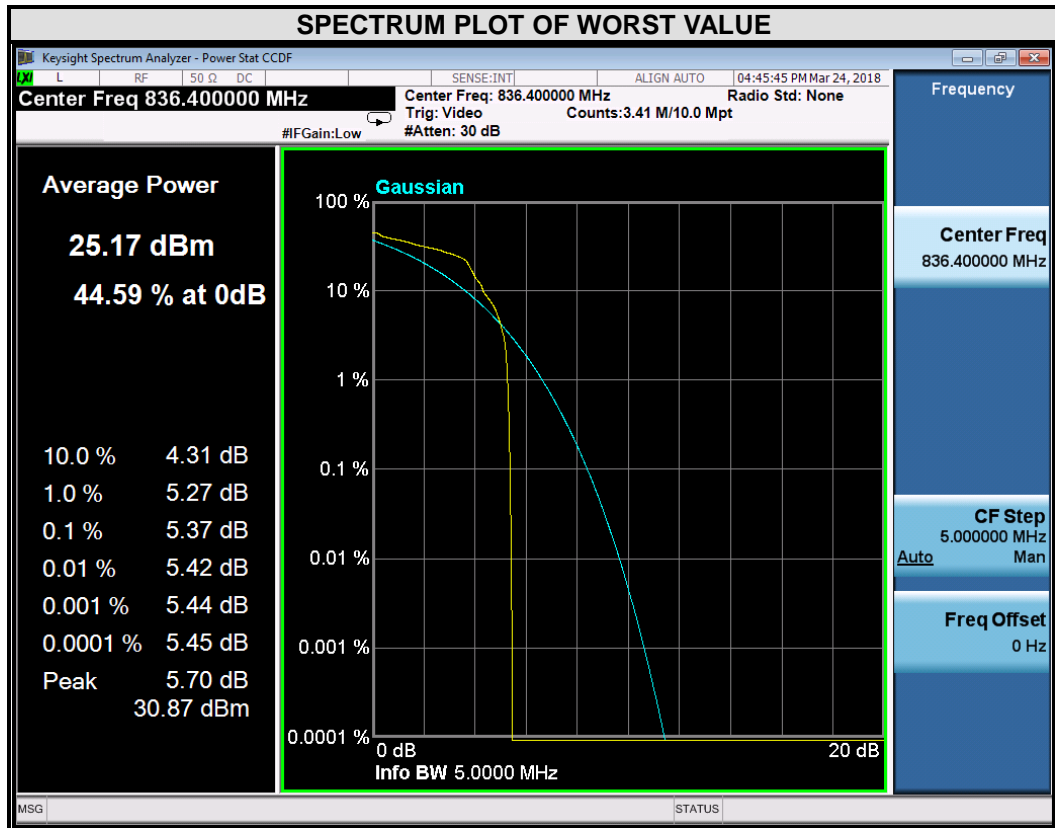 SPECTRUM PLOT OF WORST VALUE
Keysight Spectrum Analyzer - Power Stat CCDF
LXI L RF 50 Ω DC SENSE:INT ALIGN AUTO 04:45:45 PM Mar 24, 2018
Center Freq 836.400000 MHz
#IFGain:Low
Center Freq: 836.400000 MHz Radio Std: None
Trig: Video Counts:3.41 M/10.0 Mpt
#Atten: 30 dB
Average Power
25.17 dBm
44.59 % at 0dB
10.0 % 4.31 dB
1.0 % 5.27 dB
0.1 % 5.37 dB
0.01 % 5.42 dB
0.001 % 5.44 dB
0.0001 % 5.45 dB
Peak 5.70 dB
30.87 dBm
Gaussian
100 %
10 %
1 %
0.1 %
0.01 %
0.001 %
0.0001 %
0 dB 20 dB
Info BW 5.0000 MHz
Frequency
Center Freq
836.400000 MHz
CF Step
5.000000 MHz
Auto Man
Freq Offset
0 Hz
MSG STATUS